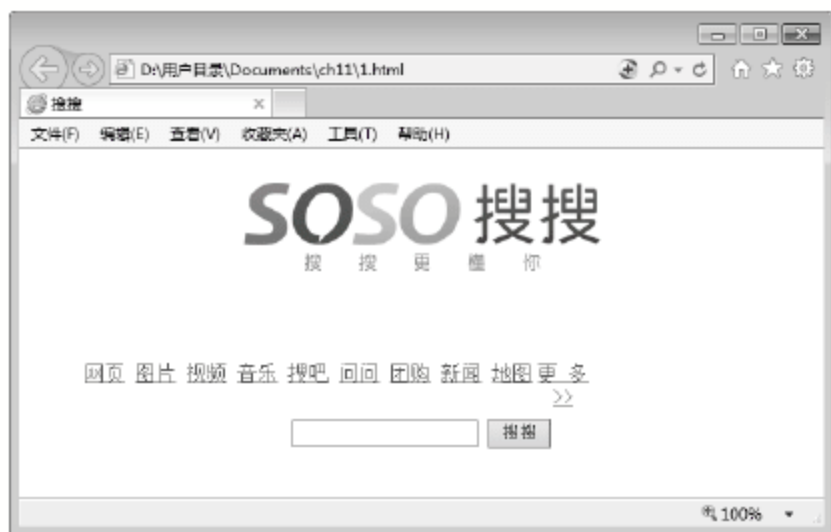 D:\用户目录\Documents\ch11\1.html
搜搜
文件(F) 编辑(E) 查看(V) 收藏夹(A) 工具(T) 帮助(H)
SOSO 搜搜
搜 搜 更 懂 你
网页 图片 视频 音乐 搜吧 问问 团购 新闻 地图 更 多
>>
搜搜
100%